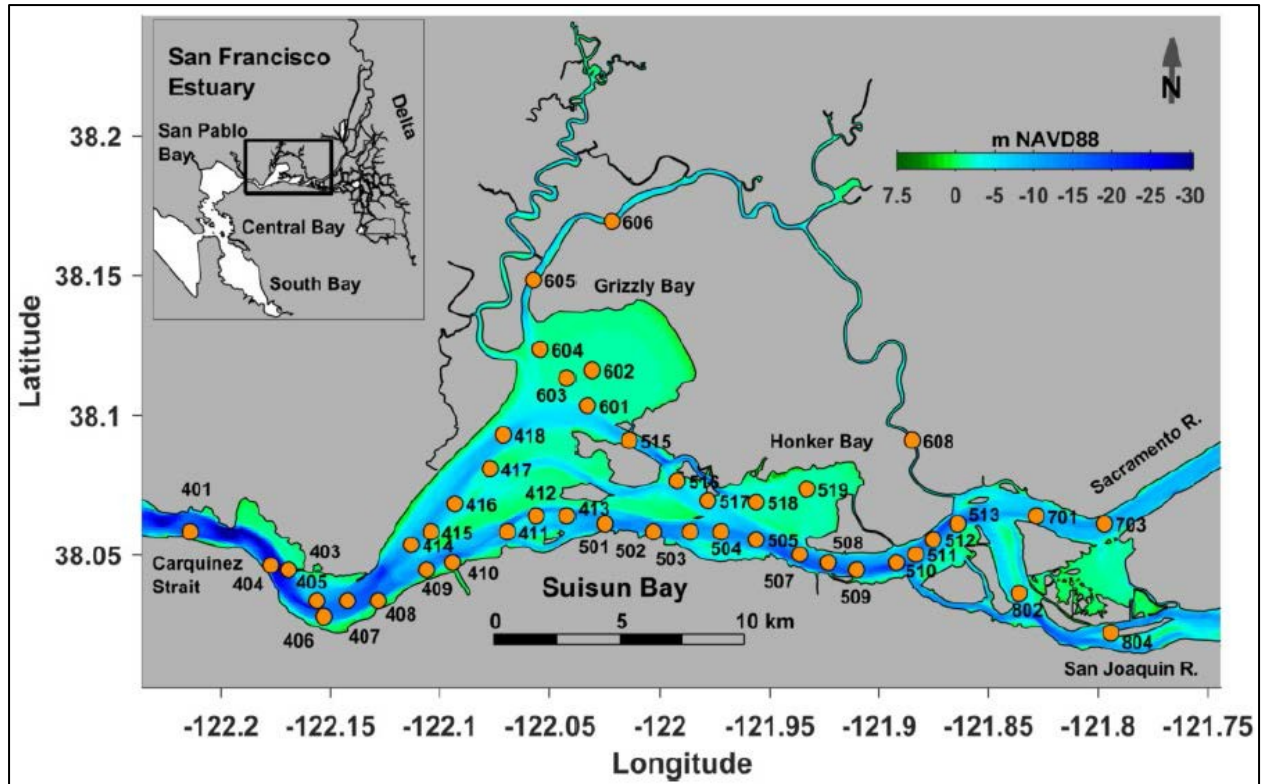 San Francisco
Estuary
San Pablo
Bay
Delta
Central Bay
South Bay
N
m NAVD88
7.5 0 -5 -10 -15 -20 -25 -30
Latitude
38.2
38.15
38.1
38.05
606
605
Grizzly Bay
604
602
603
601
418
515
Honker Bay
608
Sacramento R.
417
516
412
413
517
518
519
401
416
513
701
703
415
414
411
501
502
503
504
505
508
512
511
403
Carquinez
Strait
404
405
409
410
Suisun Bay
507
509
510
406
407
408
0 5 10 km
802
804
San Joaquin R.
-122.2 -122.15 -122.1 -122.05 -122 -121.95 -121.9 -121.85 -121.8 -121.75
Longitude